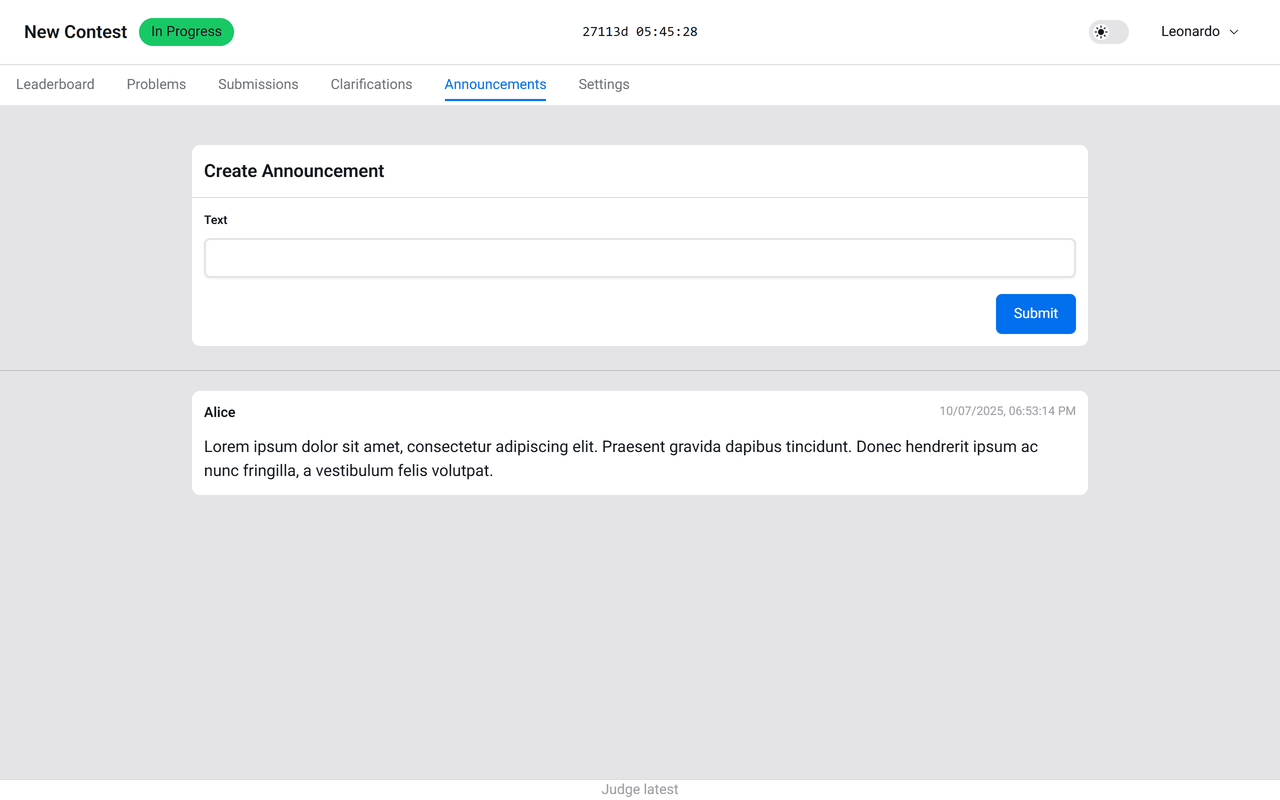 New Contest In Progress 27113d 05:45:28 Leonardo
Leaderboard Problems Submissions Clarifications Announcements Settings
Create Announcement
Text
Submit
Alice 10/07/2025, 06:53:14 PM
Lorem ipsum dolor sit amet, consectetur adipiscing elit. Praesent gravida dapibus tincidunt. Donec hendrerit ipsum ac
nunc fringilla, a vestibulum felis volutpat.
Judge latest